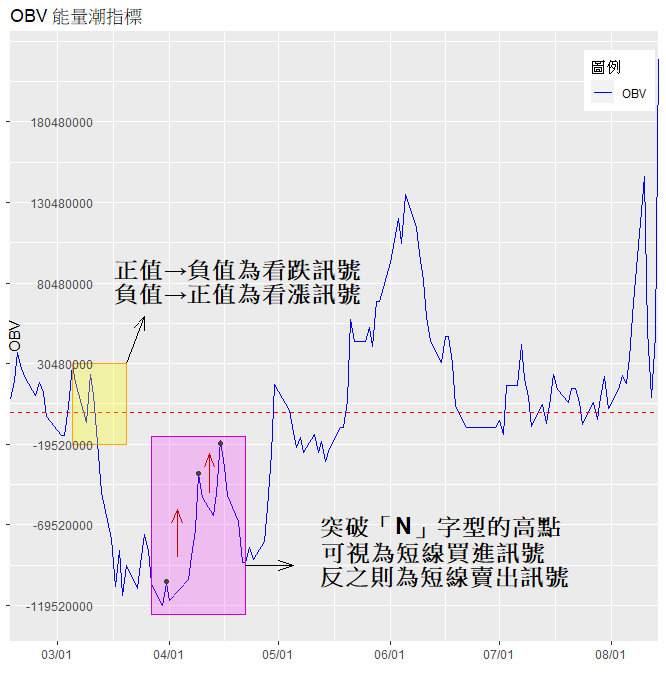 OBV 能量潮指標
圖例
OBV
180480000
130480000
80480000
30480000
-19520000
-69520000
-119520000
OBV
正值→負值為看跌訊號
負值→正值為看漲訊號
突破「N」字型的高點
可視為短線買進訊號
反之則為短線賣出訊號
03/01
04/01
05/01
06/01
07/01
08/01